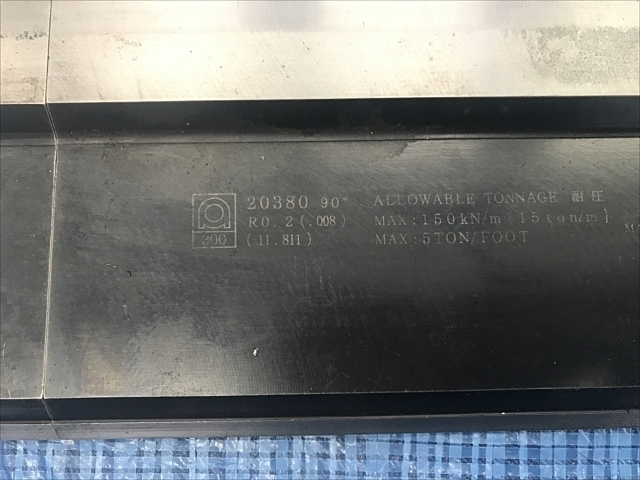 20380 90° ALLOWABLE TONNAGE 耐圧
R0.2(.008) MAX:150kN/m{15ton/m}
300 (11.811) MAX:5TON/FOOT